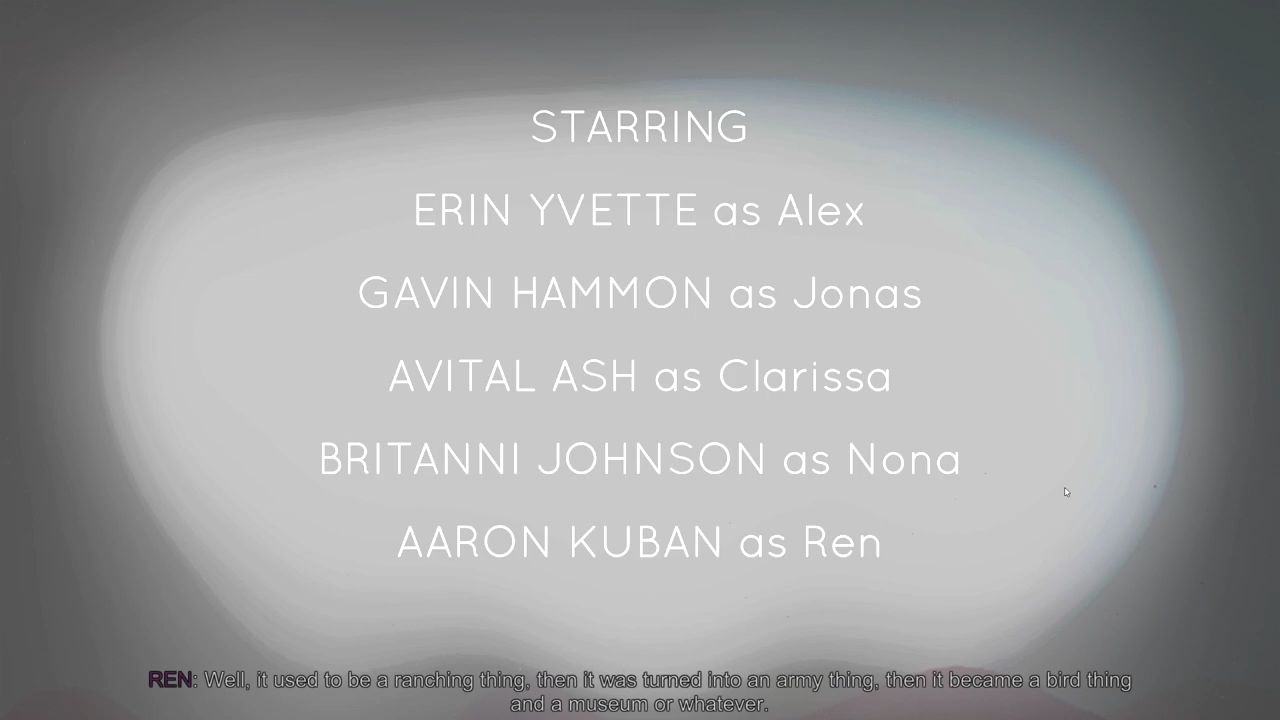 STARRING
ERIN YVETTE as Alex
GAVIN HAMMON as Jonas
AVITAL ASH as Clarissa
BRITANNI JOHNSON as Nona
AARON KUBAN as Ren
REN: Well, it used to be a ranching thing, then it was turned into an army thing, then it became a bird thing
and a museum or whatever.